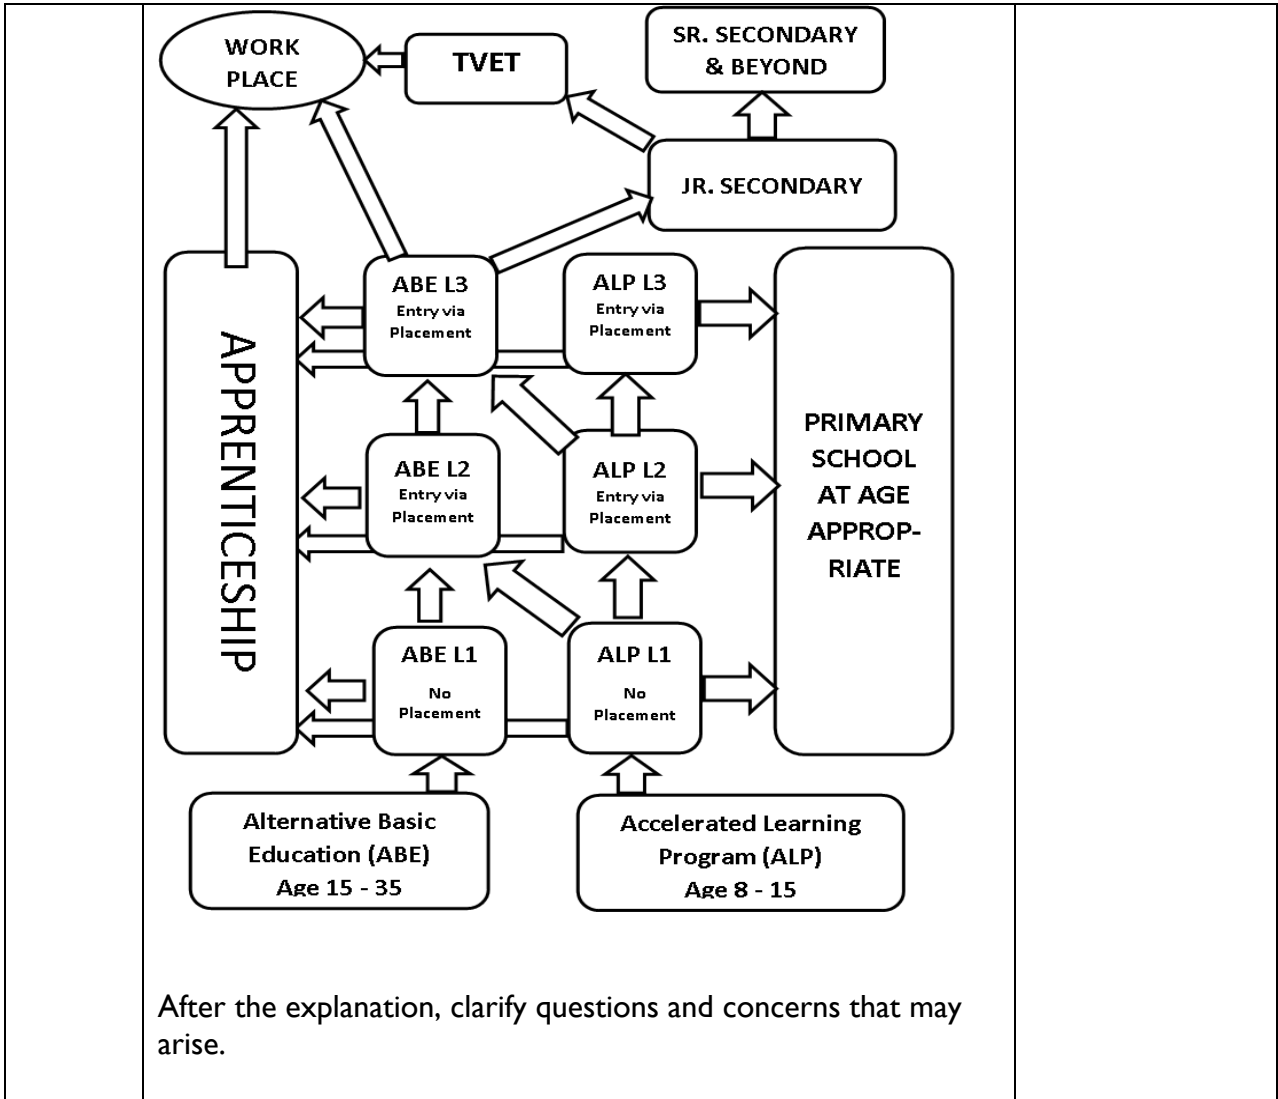 WORK
PLACE
TVET
SR. SECONDARY
& BEYOND
JR. SECONDARY
APPRENTICESHIP
ABE L3
Entry via
Placement
ALP L3
Entry via
Placement
ABE L2
Entry via
Placement
ALP L2
Entry via
Placement
PRIMARY
SCHOOL
AT AGE
APPROP-
RIATE
ABE L1
No
Placement
ALP L1
No
Placement
Alternative Basic
Education (ABE)
Age 15 - 35
Accelerated Learning
Program (ALP)
Age 8 - 15
After the explanation, clarify questions and concerns that may
arise.